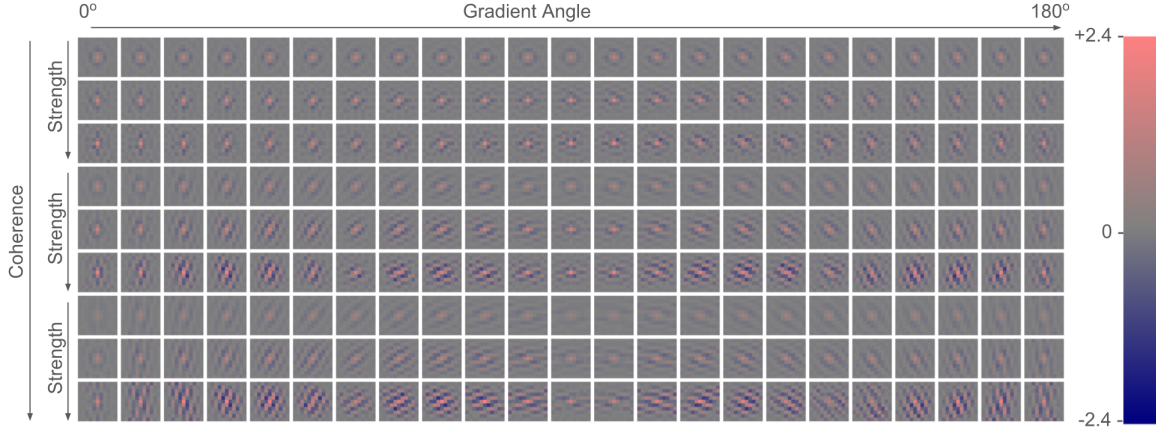 0º Gradient Angle 180º
+2.4
Strength
Strength
Coherence
0
Strength
-2.4